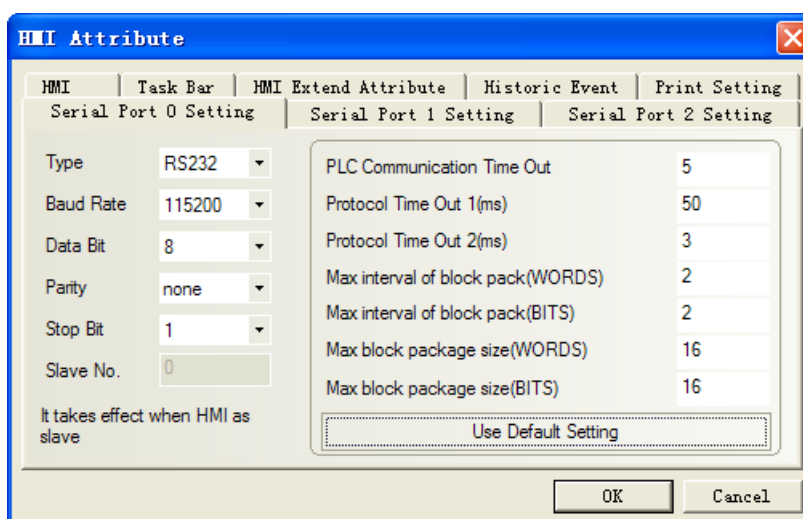 HMI Attribute
HMI Task Bar HMI Extend Attribute Historic Event Print Setting
Serial Port 0 Setting Serial Port 1 Setting Serial Port 2 Setting
Type RS232
Baud Rate 115200
Data Bit 8
Parity none
Stop Bit 1
Slave No. 0
It takes effect when HMI as
slave
PLC Communication Time Out 5
Protocol Time Out 1(ms) 50
Protocol Time Out 2(ms) 3
Max interval of block pack(WORDS) 2
Max interval of block pack(BITS) 2
Max block package size(WORDS) 16
Max block package size(BITS) 16
Use Default Setting
OK Cancel